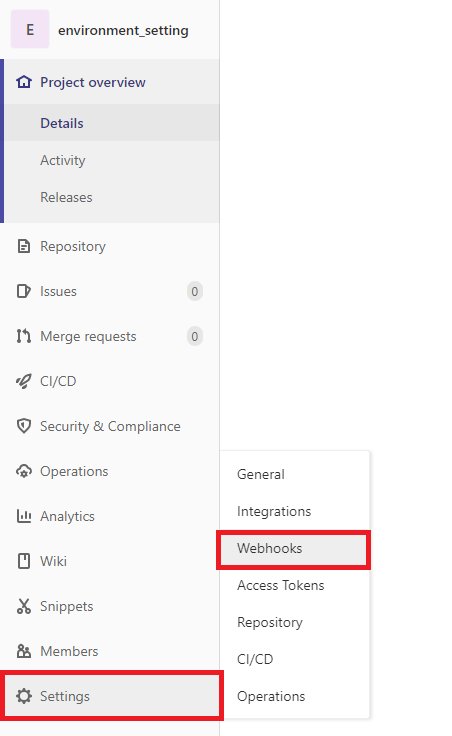 E
environment_setting
Project overview
Details
Activity
Releases
Repository
Issues 0
Merge requests 0
CI/CD
Security & Compliance
Operations
Analytics
Wiki
Snippets
Members
Settings
General
Integrations
Webhooks
Access Tokens
Repository
CI/CD
Operations